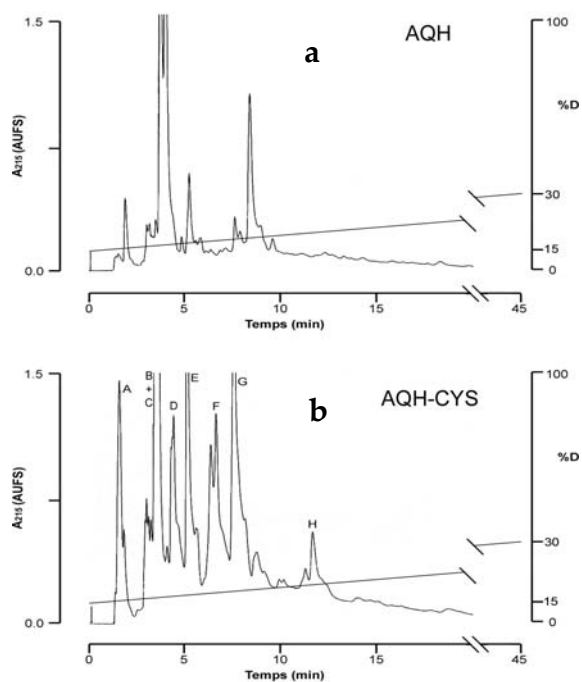 1.5
a
AQH
100
%D
A215 (AUFS)
30
15
0.0
0
0
5
10
15
45
Temps (min)
1.5
A
B
+
C
D
E
F
G
H
b
AQH-CYS
100
%D
A215 (AUFS)
30
15
0.0
0
0
5
10
15
45
Temps (min)